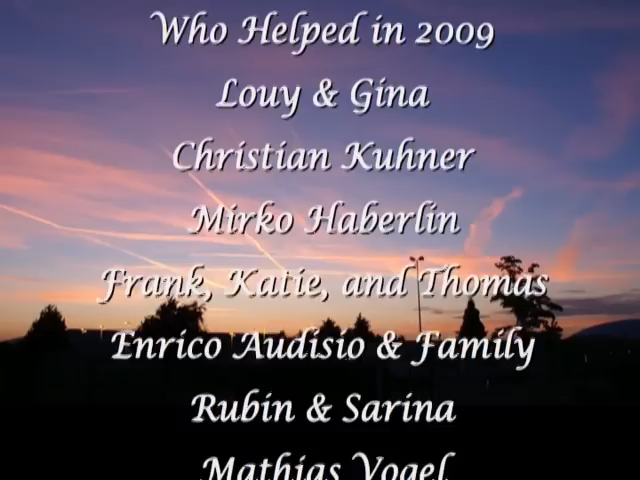 Who Helped in 2009
Louy & Gina
Christian Kuhner
Mirko Haberlin
Frank, Katie, and Thomas
Enrico Audisio & Family
Rubin & Sarina
Mathias Vogel